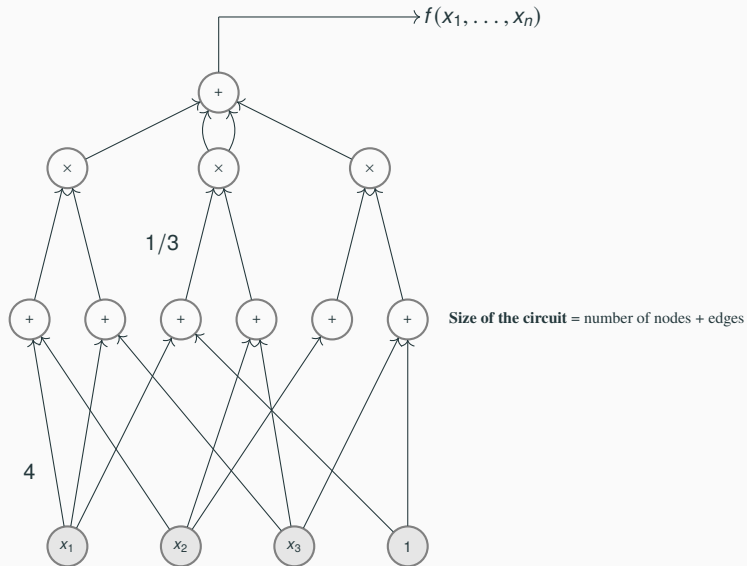 f(x₁, . . . , xₙ)
+
× × ×
1/3
+ + + + + +
Size of the circuit = number of nodes + edges
4
x₁ x₂ x₃ 1